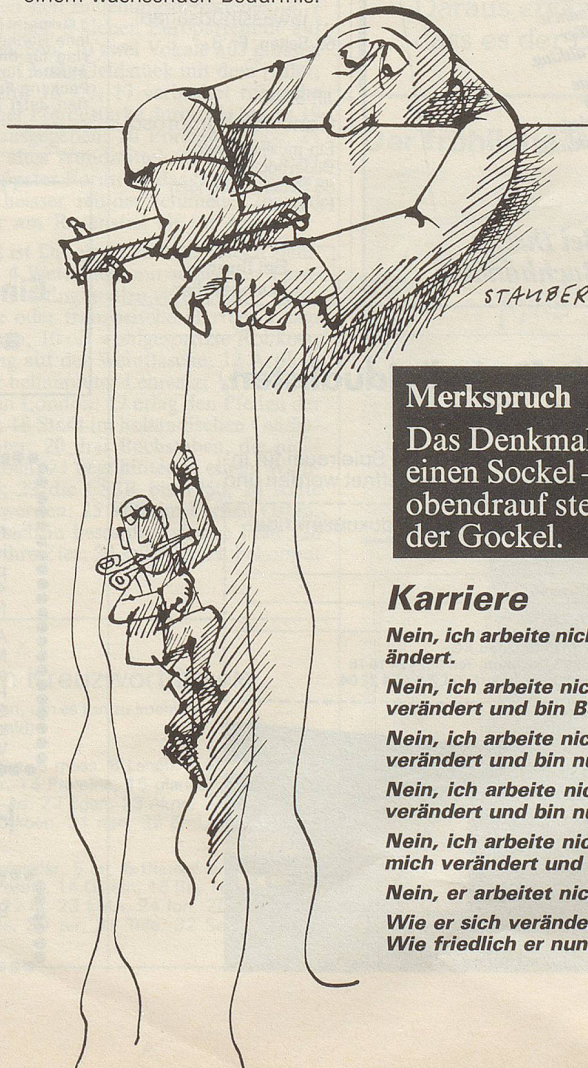 einem wachsenden Bedürfnis.
STAUBER
Merkspruch
Das Denkmal
einen Sockel –
obendrauf ste
der Gockel.
Karriere
Nein, ich arbeite nich
ändert.
Nein, ich arbeite nic
verändert und bin B
Nein, ich arbeite nic
verändert und bin nu
Nein, ich arbeite nic
verändert und bin nu
Nein, ich arbeite nic
mich verändert und
Nein, er arbeitet nic
Wie er sich verände
Wie friedlich er nun